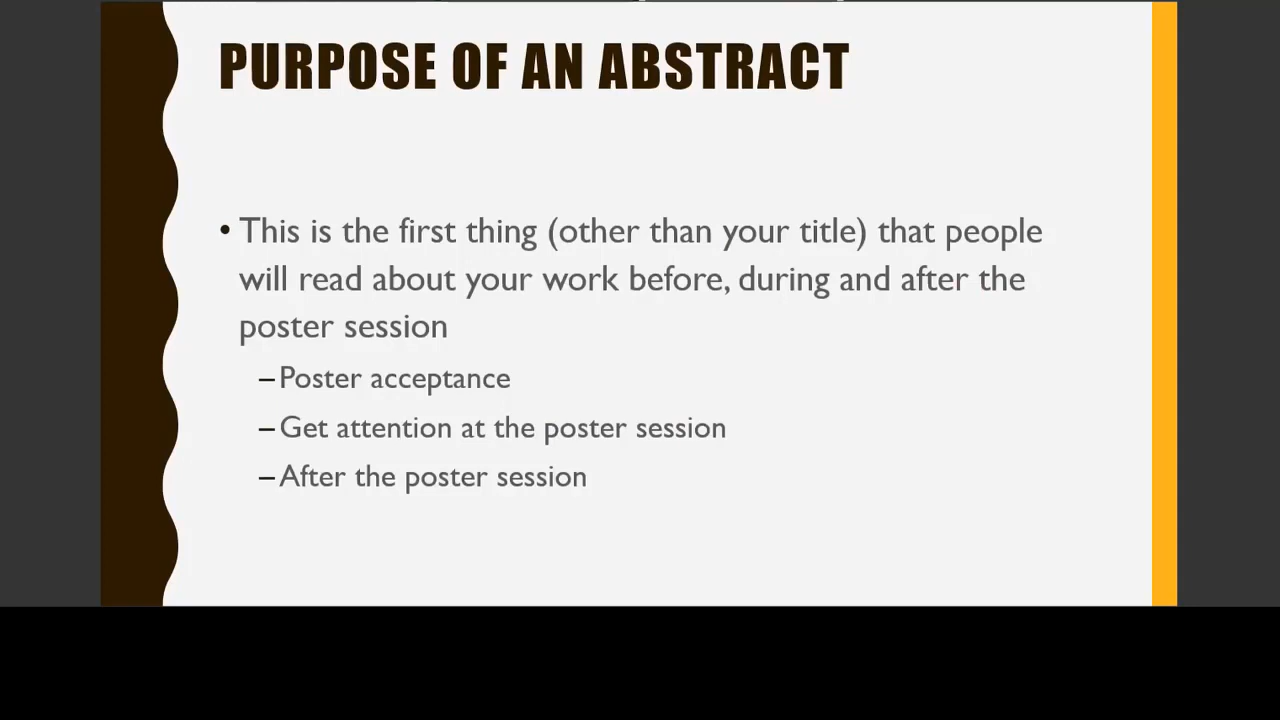 PURPOSE OF AN ABSTRACT
• This is the first thing (other than your title) that people
will read about your work before, during and after the
poster session
– Poster acceptance
– Get attention at the poster session
– After the poster session